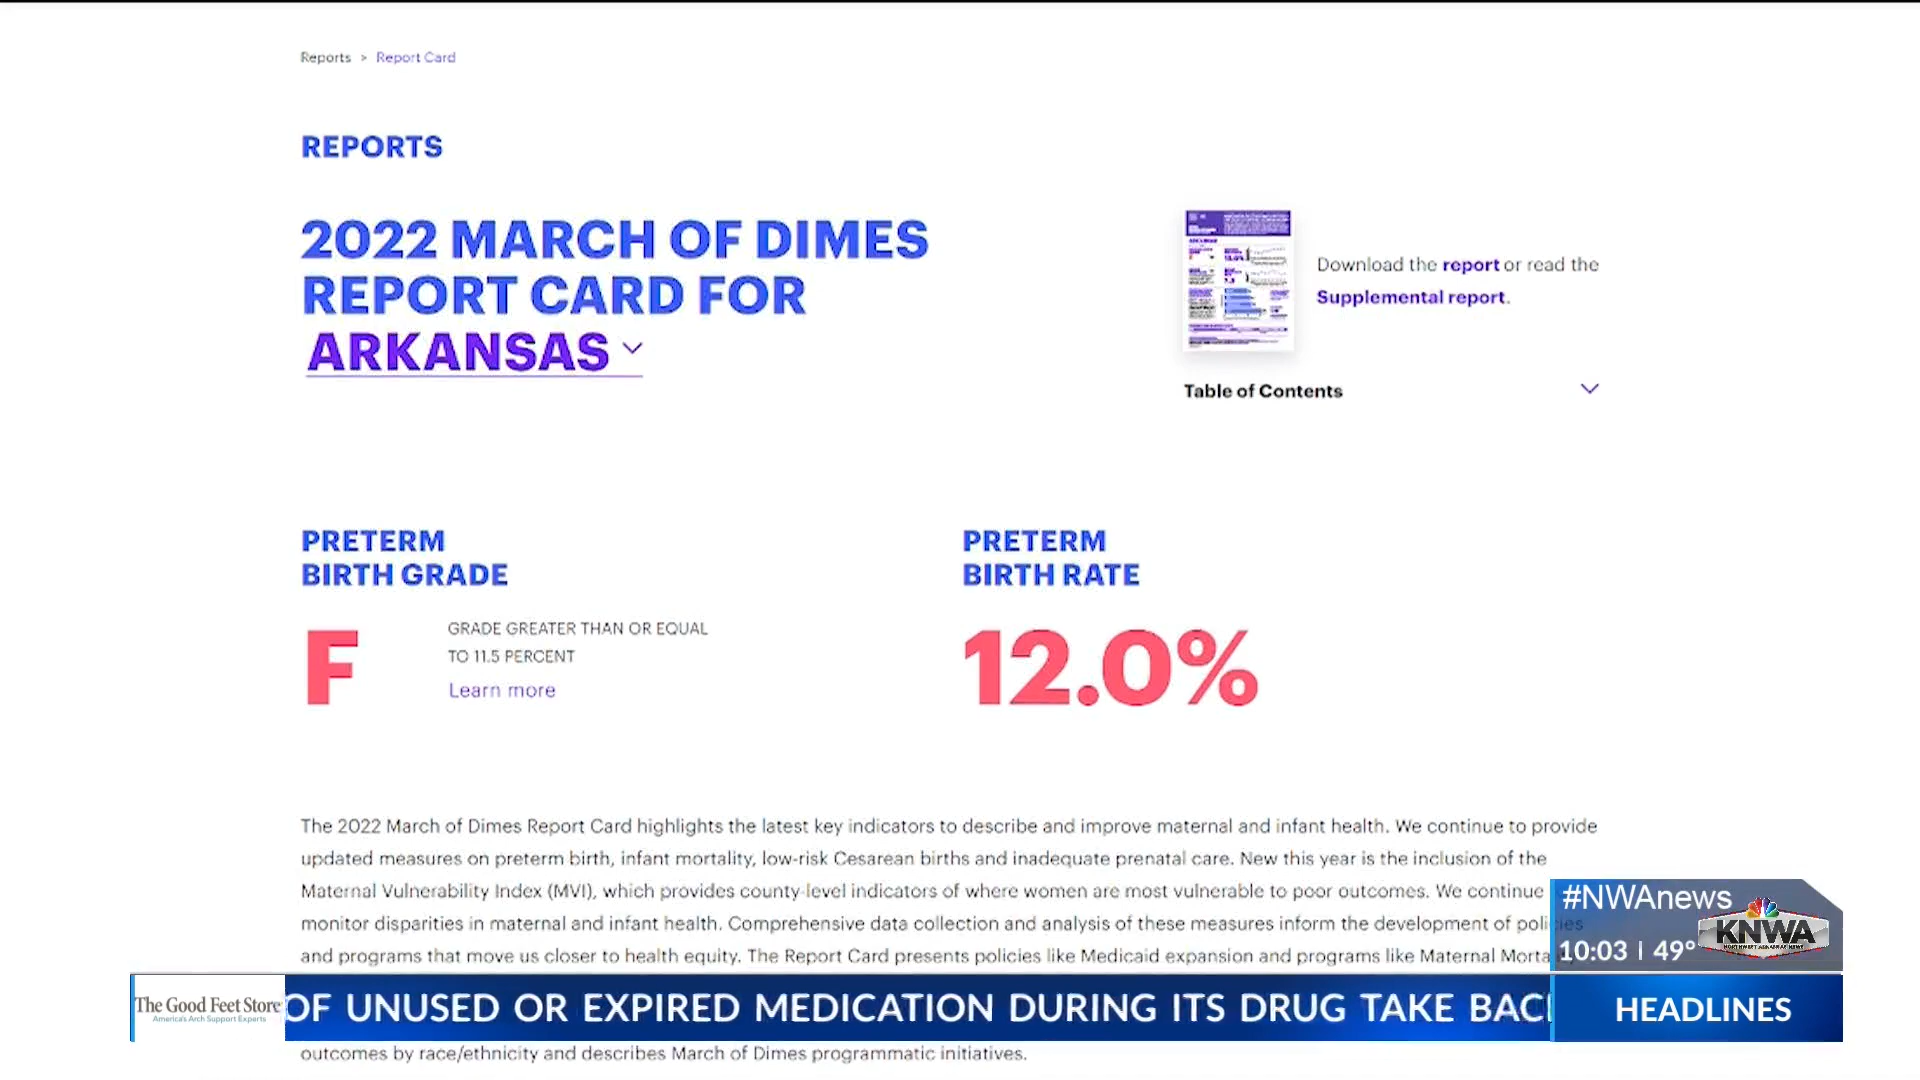 Reports > Report Card
REPORTS
2022 MARCH OF DIMES
REPORT CARD FOR
ARKANSAS
Download the report or read the
Supplemental report.
Table of Contents
PRETERM
BIRTH GRADE
F
GRADE GREATER THAN OR EQUAL
TO 11.5 PERCENT
Learn more
PRETERM
BIRTH RATE
12.0%
The 2022 March of Dimes Report Card highlights the latest key indicators to describe and improve maternal and infant health. We continue to provide
updated measures on preterm birth, infant mortality, low-risk Cesarean births and inadequate prenatal care. New this year is the inclusion of the
Maternal Vulnerability Index (MVI), which provides county-level indicators of where women are most vulnerable to poor outcomes. We continue
monitor disparities in maternal and infant health. Comprehensive data collection and analysis of these measures inform the development of policies
and programs that move us closer to health equity. The Report Card presents policies like Medicaid expansion and programs like Maternal
outcomes by race/ethnicity and describes March of Dimes programmatic initiatives.
#NWAnews
KNWA
NORTHWEST ARKANSAS NEWS
10:03 | 49°
The Good Feet Store
America's Arch Support Experts
OF UNUSED OR EXPIRED MEDICATION DURING ITS DRUG TAKE BAC
HEADLINES